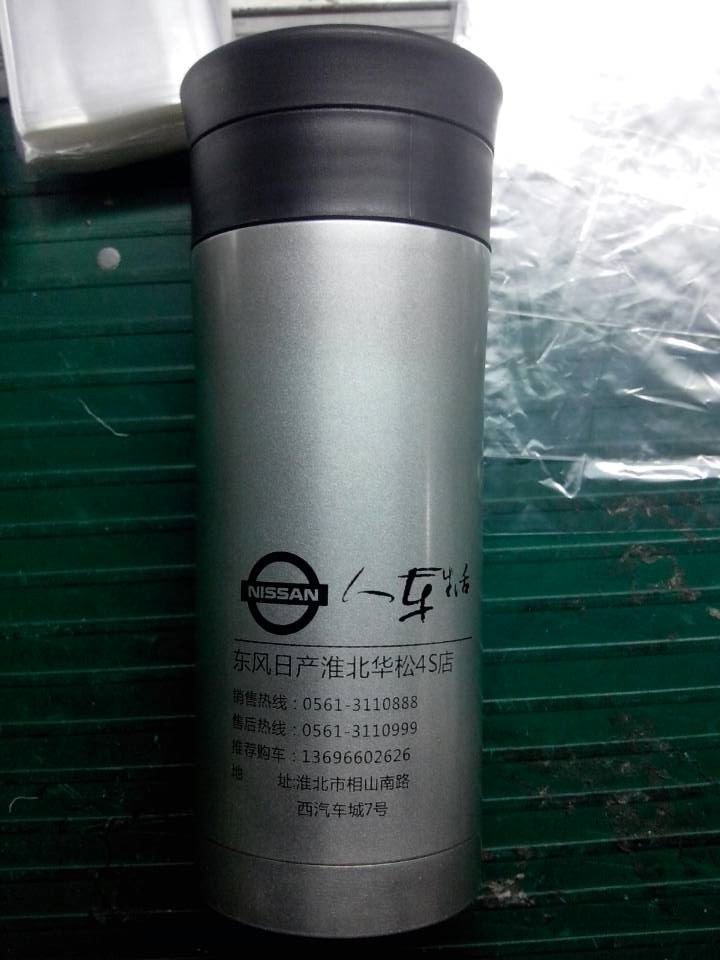 NISSAN 人车生活
东风日产淮北华松4S店
销售热线：0561-3110888
售后热线：0561-3110999
推荐购车：13696602626
地 址:淮北市相山南路
西汽车城7号